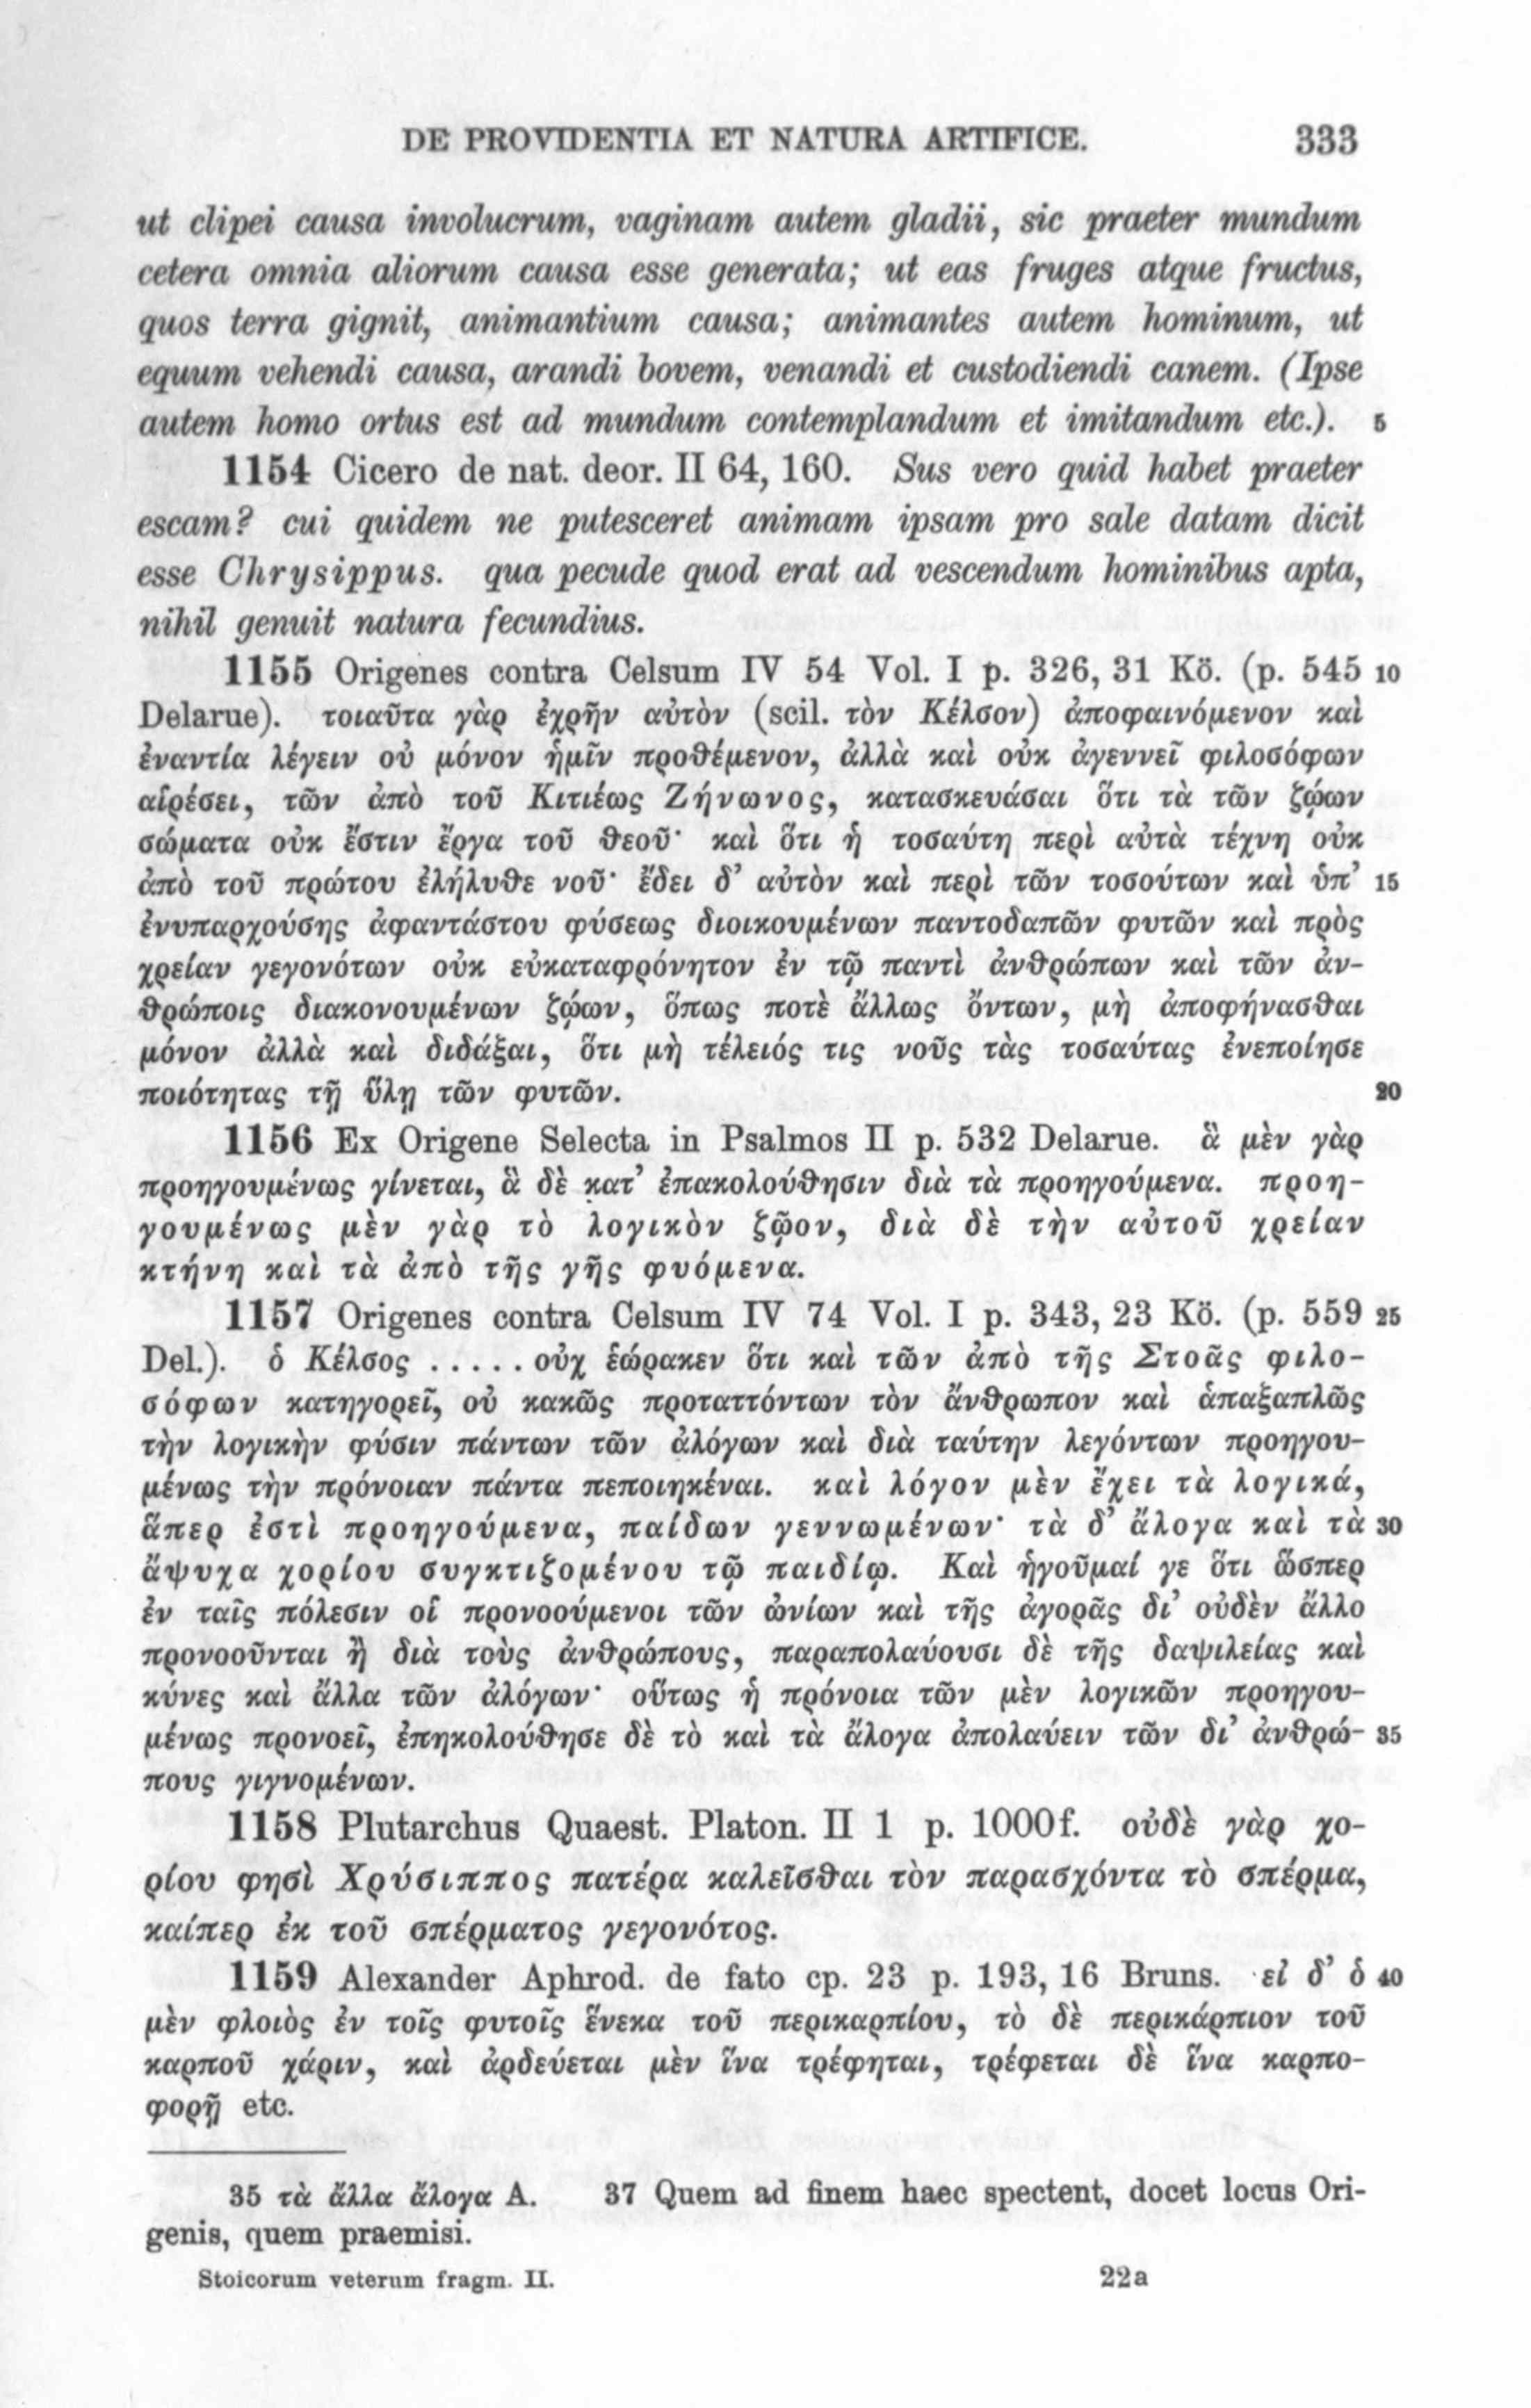 DE PROVIDENTIA ET NATURA ARTIFICE. 333
ut clipei causa involucrum, vaginam autem gladii, sic praeter mundum
cetera omnia aliorum causa esse generata; ut eas fruges atque fructus,
quos terra gignit, animantium causa; animantes autem hominum, ut
equum vehendi causa, arandi bovem, venandi et custodiendi canem. (Ipse
autem homo ortus est ad mundum contemplandum et imitandum etc.). 5
1154 Cicero de nat. deor. II 64, 160. Sus vero quid habet praeter
escam? cui quidem ne putesceret animam ipsam pro sale datam dicit
esse Chrysippus. qua pecude quod erat ad vescendum hominibus apta,
nihil genuit natura fecundius.
1155 Origenes contra Celsum IV 54 Vol. I p. 326, 31 Kö. (p. 545 10
Delarue). τοιαῦτα γὰρ ἐχρῆν αὐτὸν (scil. τὸν Κέλσον) ἀποφαινόμενον καὶ
ἐναντία λέγειν οὐ μόνον ἡμῖν προθέμενον, ἀλλὰ καὶ οὐκ ἀγεννεῖ φιλοσόφων
αἱρέσει, τῶν ἀπὸ τοῦ Κιτιέως Ζήνωνος, κατασκευάσαι ὅτι τὰ τῶν ζῴων
σώματα οὐκ ἔστιν ἔργα τοῦ θεοῦ· καὶ ὅτι ἡ τοσαύτη περὶ αὐτὰ τέχνη οὐκ
ἀπὸ τοῦ πρώτου ἐλήλυθε νοῦ· ἔδει δ’ αὐτὸν καὶ περὶ τῶν τοσούτων καὶ ὑπ’ 15
ἐνυπαρχούσης ἀφαντάστου φύσεως διοικουμένων παντοδαπῶν φυτῶν καὶ πρὸς
χρείαν γεγονότων οὐκ εὐκαταφρόνητον ἐν τῷ παντὶ ἀνθρώπων καὶ τῶν ἀν-
θρώποις διακονουμένων ζῴων, ὅπως ποτὲ ἄλλως ὄντων, μὴ ἀποφήνασθαι
μόνον ἀλλὰ καὶ διδάξαι, ὅτι μὴ τέλειός τις νοῦς τὰς τοσαύτας ἐνεποίησε
ποιότητας τῇ ὕλῃ τῶν φυτῶν. 20
1156 Ex Origene Selecta in Psalmos II p. 532 Delarue. ἃ μὲν γὰρ
προηγουμένως γίνεται, ἃ δὲ κατ’ ἐπακολούθησιν διὰ τὰ προηγούμενα. προη-
γουμένως μὲν γὰρ τὸ λογικὸν ζῷον, διὰ δὲ τὴν αὐτοῦ χρείαν
κτήνη καὶ τὰ ἀπὸ τῆς γῆς φυόμενα.
1157 Origenes contra Celsum IV 74 Vol. I p. 343, 23 Kö. (p. 559 25
Del.). ὁ Κέλσος . . . . . οὐχ ἑώρακεν ὅτι καὶ τῶν ἀπὸ τῆς Στοᾶς φιλο-
σόφων κατηγορεῖ, οὐ κακῶς προταττόντων τὸν ἄνθρωπον καὶ ἁπαξαπλῶς
τὴν λογικὴν φύσιν πάντων τῶν ἀλόγων καὶ διὰ ταύτην λεγόντων προηγου-
μένως τὴν πρόνοιαν πάντα πεποιηκέναι. καὶ λόγον μὲν ἔχει τὰ λογικά,
ἅπερ ἐστὶ προηγούμενα, παίδων γεννωμένων· τὰ δ’ ἄλογα καὶ τὰ 30
ἄψυχα χορίου συγκτιζομένου τῷ παιδίῳ. Καὶ ἡγοῦμαί γε ὅτι ὥσπερ
ἐν ταῖς πόλεσιν οἱ προνοούμενοι τῶν ὠνίων καὶ τῆς ἀγορᾶς δι’ οὐδὲν ἄλλο
προνοοῦνται ἢ διὰ τοὺς ἀνθρώπους, παραπολαύουσι δὲ τῆς δαψιλείας καὶ
κύνες καὶ ἄλλα τῶν ἀλόγων· οὕτως ἡ πρόνοια τῶν μὲν λογικῶν προηγου-
μένως προνοεῖ, ἐπηκολούθησε δὲ τὸ καὶ τὰ ἄλογα ἀπολαύειν τῶν δι’ ἀνθρώ- 35
πους γιγνομένων.
1158 Plutarchus Quaest. Platon. II 1 p. 1000f. οὐδὲ γὰρ χο-
ρίου φησὶ Χρύσιππος πατέρα καλεῖσθαι τὸν παρασχόντα τὸ σπέρμα,
καίπερ ἐκ τοῦ σπέρματος γεγονότος.
1159 Alexander Aphrod. de fato cp. 23 p. 193, 16 Bruns. εἰ δ’ ὁ 40
μὲν φλοιὸς ἐν τοῖς φυτοῖς ἕνεκα τοῦ περικαρπίου, τὸ δὲ περικάρπιον τοῦ
καρποῦ χάριν, καὶ ἀρδεύεται μὲν ἵνα τρέφηται, τρέφεται δὲ ἵνα καρπο-
φορῇ etc.
35 τὰ ἄλλα ἄλογα A. 37 Quem ad finem haec spectent, docet locus Ori-
genis, quem praemisi.
Stoicorum veterum fragm. II. 22a